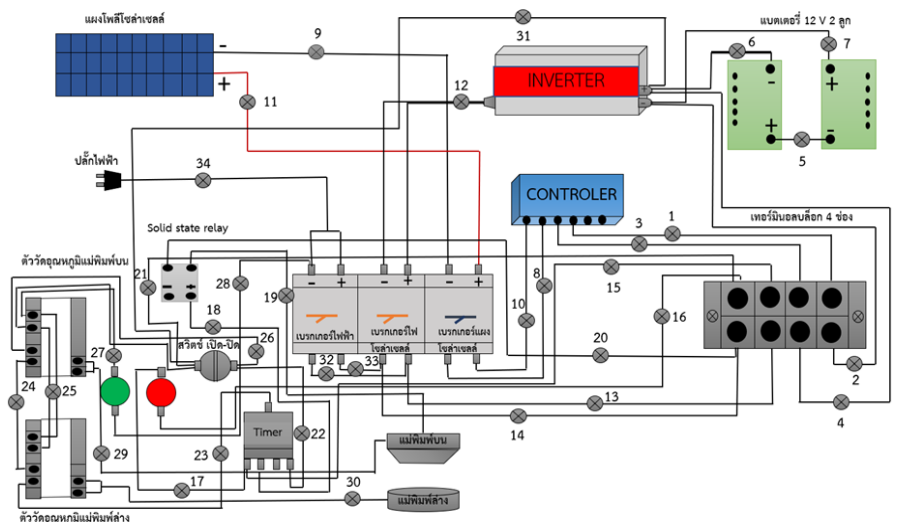 แผงโพลีโซล่าเซลล์
-
+
9
11
31
12
INVERTER
+
-
แบตเตอรี่ 12 V 2 ลูก
6
7
-
+
+
-
5
ปลั๊กไฟฟ้า
34
CONTROLER
3
1
เทอร์มินอลบล็อก 4 ช่อง
Solid state relay
ตัววัดอุณหภูมิแม่พิมพ์บน
21
-
+
28
19
18
-
+
-
+
-
+
เบรกเกอร์ไฟฟ้า
เบรกเกอร์ไฟ
โซล่าเซลล์
เบรกเกอร์แผง
โซล่าเซลล์
10
8
15
16
20
สวิตช์ เปิด-ปิด
26
27
32
33
2
24
25
13
4
14
29
23
Timer
22
แม่พิมพ์บน
17
30
แม่พิมพ์ล่าง
ตัววัดอุณหภูมิแม่พิมพ์ล่าง